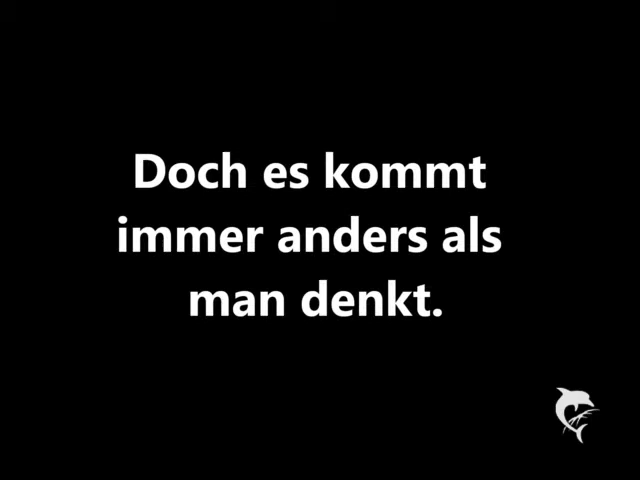 Doch es kommt
immer anders als
man denkt.